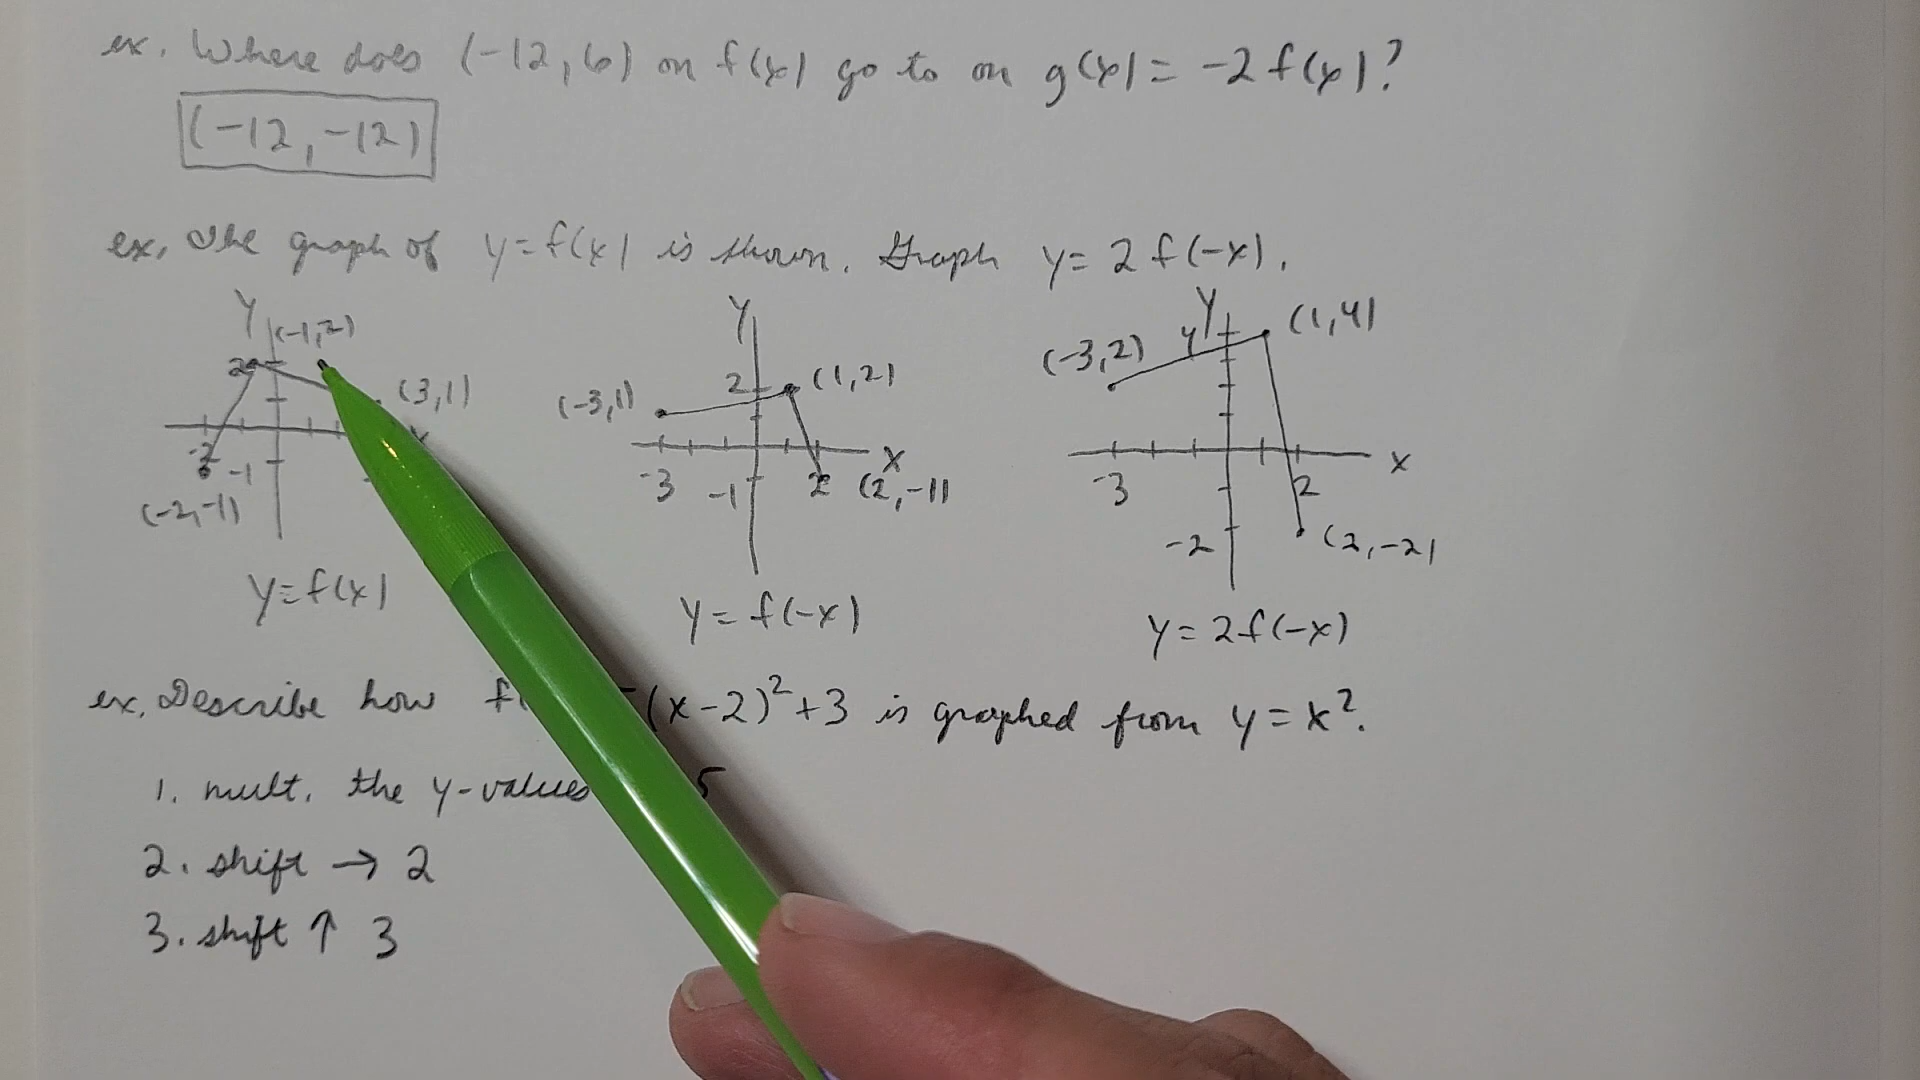 ex. Where does (-12,6) on f(x) go to on g(x) = -2f(x)?
(-12,-12)
ex. The graph of y=f(x) is shown. Graph y= 2f(-x).
Y (-1,2) 2 (3,1) x -2 -1 (-2,-1)
y=f(x)
Y (-3,1) 2 (1,2) x -3 -1 2 (2,-1)
y=f(-x)
Y 4 (1,4) (-3,2) x -3 2 -2 (2,-2)
y=2f(-x)
ex. Describe how f( (x-2)²+3 is graphed from y=x².
1. mult. the y-values 5
2. shift → 2
3. shift ↑ 3